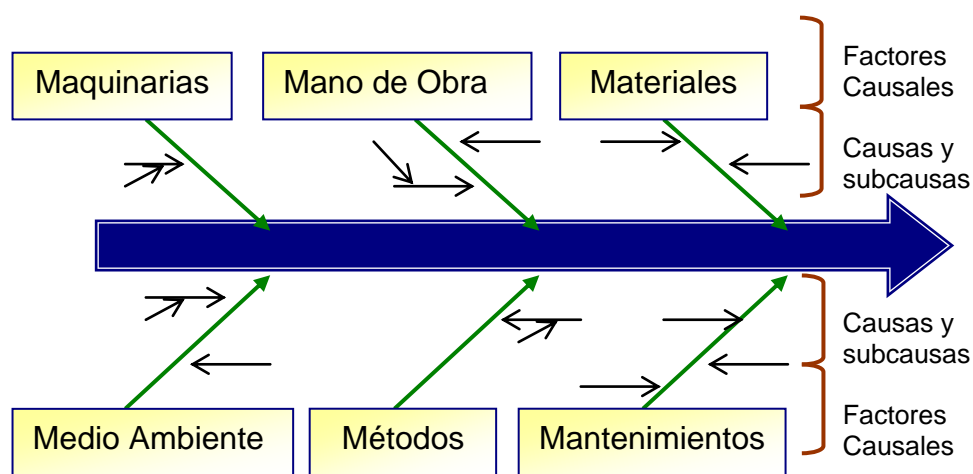 Maquinarias
Mano de Obra
Materiales
Factores
Causales
Causas y
subcausas
Causas y
subcausas
Medio Ambiente
Métodos
Mantenimientos
Factores
Causales